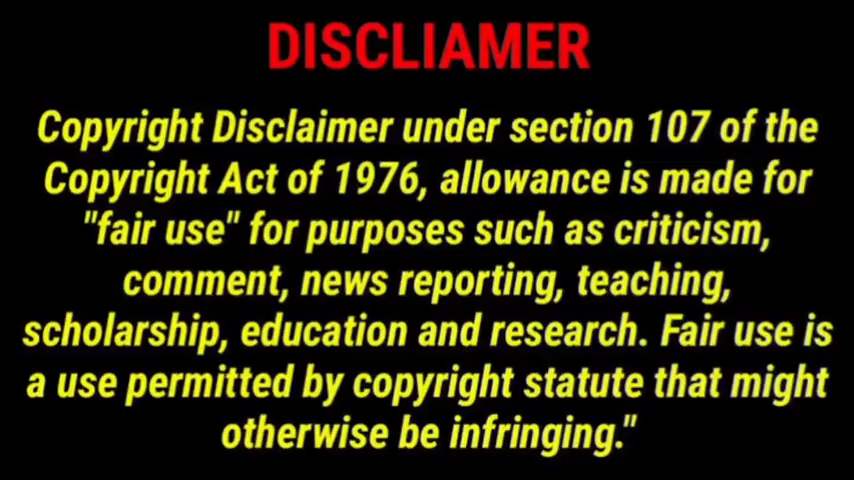 DISCLIAMER
Copyright Disclaimer under section 107 of the
Copyright Act of 1976, allowance is made for
"fair use" for purposes such as criticism,
comment, news reporting, teaching,
scholarship, education and research. Fair use is
a use permitted by copyright statute that might
otherwise be infringing."